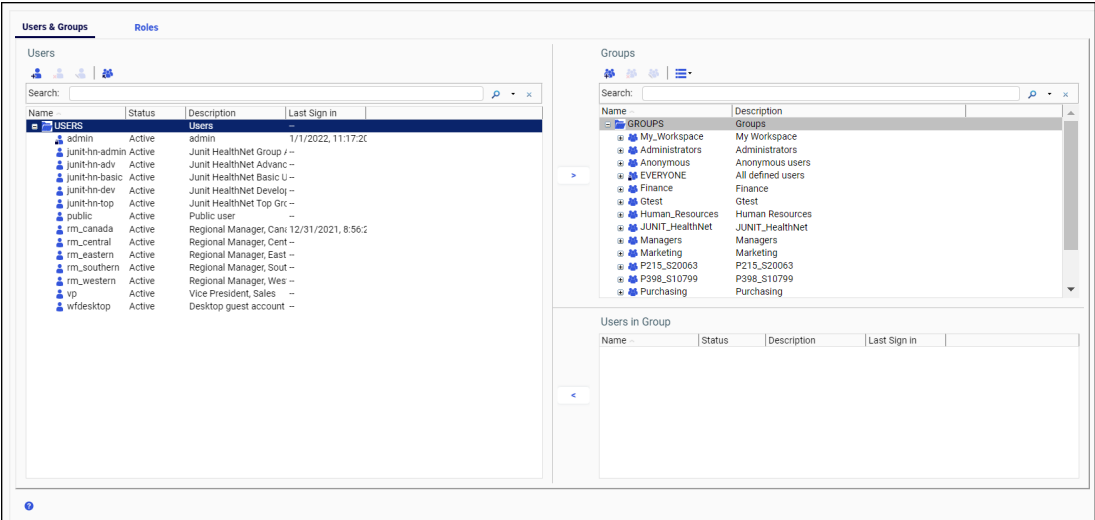 Users & Groups Roles
Users
Search:
Name Status Description Last Sign in
USERS Users --
admin Active admin 1/1/2022, 11:17:20
junit-hn-admin Active Junit HealthNet Group A --
junit-hn-adv Active Junit HealthNet Advanc --
junit-hn-basic Active Junit HealthNet Basic U --
junit-hn-dev Active Junit HealthNet Develop --
junit-hn-top Active Junit HealthNet Top Gro --
public Active Public user --
rm_canada Active Regional Manager, Cana 12/31/2021, 8:56:2
rm_central Active Regional Manager, Cent --
rm_eastern Active Regional Manager, East --
rm_southern Active Regional Manager, Sout --
rm_western Active Regional Manager, Wes --
vp Active Vice President, Sales --
wfdesktop Active Desktop guest account --
>
<
Groups
Search:
Name Description
GROUPS Groups
My_Workspace My Workspace
Administrators Administrators
Anonymous Anonymous users
EVERYONE All defined users
Finance Finance
Gtest Gtest
Human_Resources Human Resources
JUNIT_HealthNet JUNIT_HealthNet
Managers Managers
Marketing Marketing
P215_S20063 P215_S20063
P398_S10799 P398_S10799
Purchasing Purchasing
Users in Group
Name Status Description Last Sign in